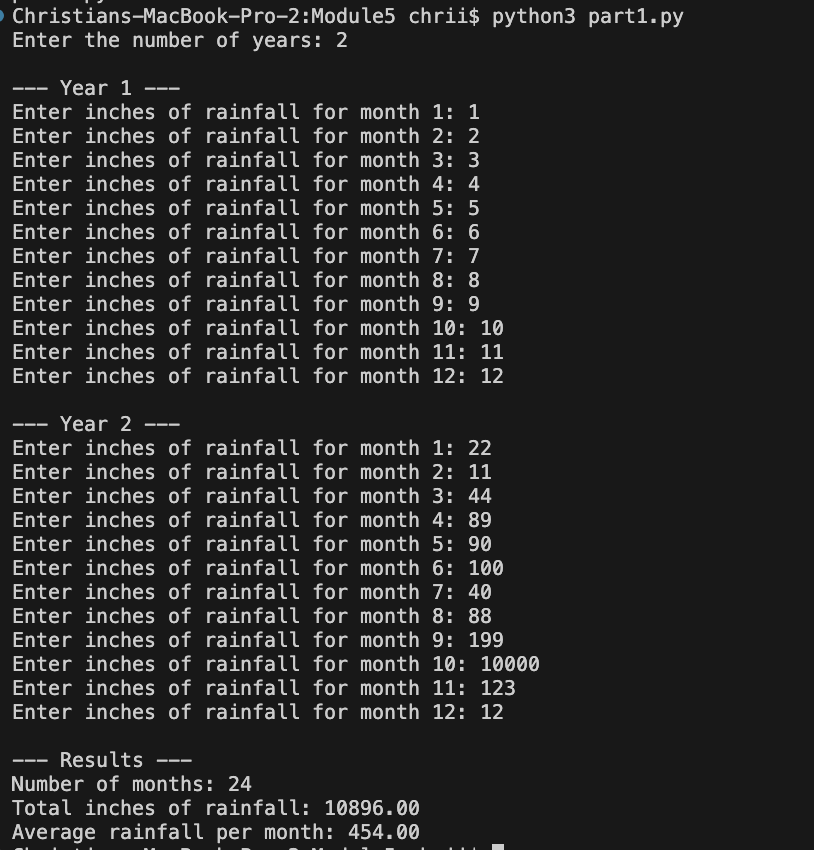 Christians-MacBook-Pro-2:Module5 chrii$ python3 part1.py
Enter the number of years: 2
--- Year 1 ---
Enter inches of rainfall for month 1: 1
Enter inches of rainfall for month 2: 2
Enter inches of rainfall for month 3: 3
Enter inches of rainfall for month 4: 4
Enter inches of rainfall for month 5: 5
Enter inches of rainfall for month 6: 6
Enter inches of rainfall for month 7: 7
Enter inches of rainfall for month 8: 8
Enter inches of rainfall for month 9: 9
Enter inches of rainfall for month 10: 10
Enter inches of rainfall for month 11: 11
Enter inches of rainfall for month 12: 12
--- Year 2 ---
Enter inches of rainfall for month 1: 22
Enter inches of rainfall for month 2: 11
Enter inches of rainfall for month 3: 44
Enter inches of rainfall for month 4: 89
Enter inches of rainfall for month 5: 90
Enter inches of rainfall for month 6: 100
Enter inches of rainfall for month 7: 40
Enter inches of rainfall for month 8: 88
Enter inches of rainfall for month 9: 199
Enter inches of rainfall for month 10: 10000
Enter inches of rainfall for month 11: 123
Enter inches of rainfall for month 12: 12
--- Results ---
Number of months: 24
Total inches of rainfall: 10896.00
Average rainfall per month: 454.00